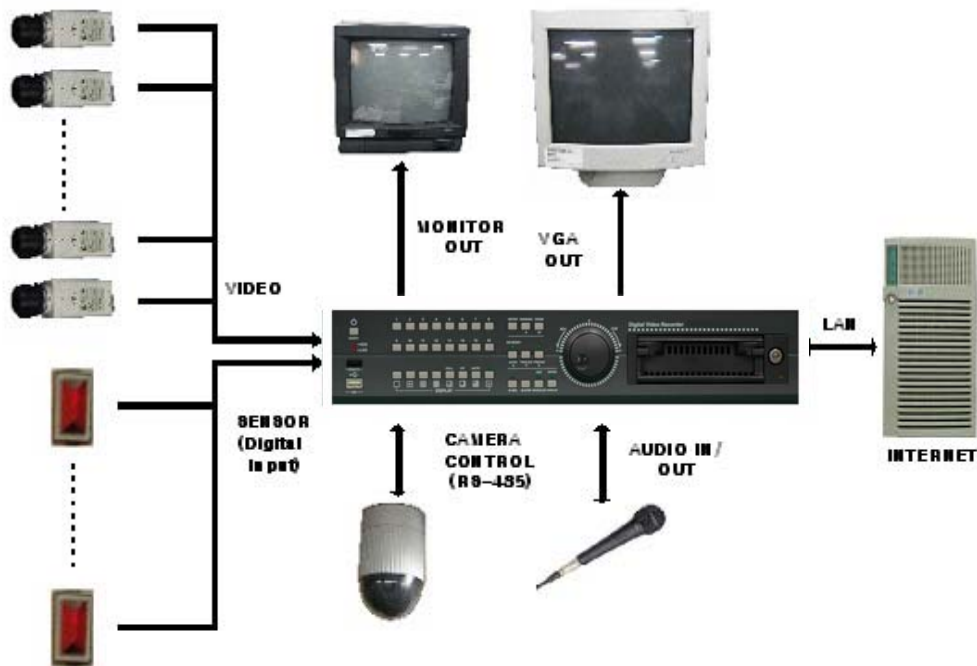 MONITOR
OUT
VGA
OUT
VIDEO
LAN
Digital Video Recorder
SENSOR
(Digital
Input)
CAMERA
CONTROL
(RS-485)
AUDIO IN/
OUT
INTERNET